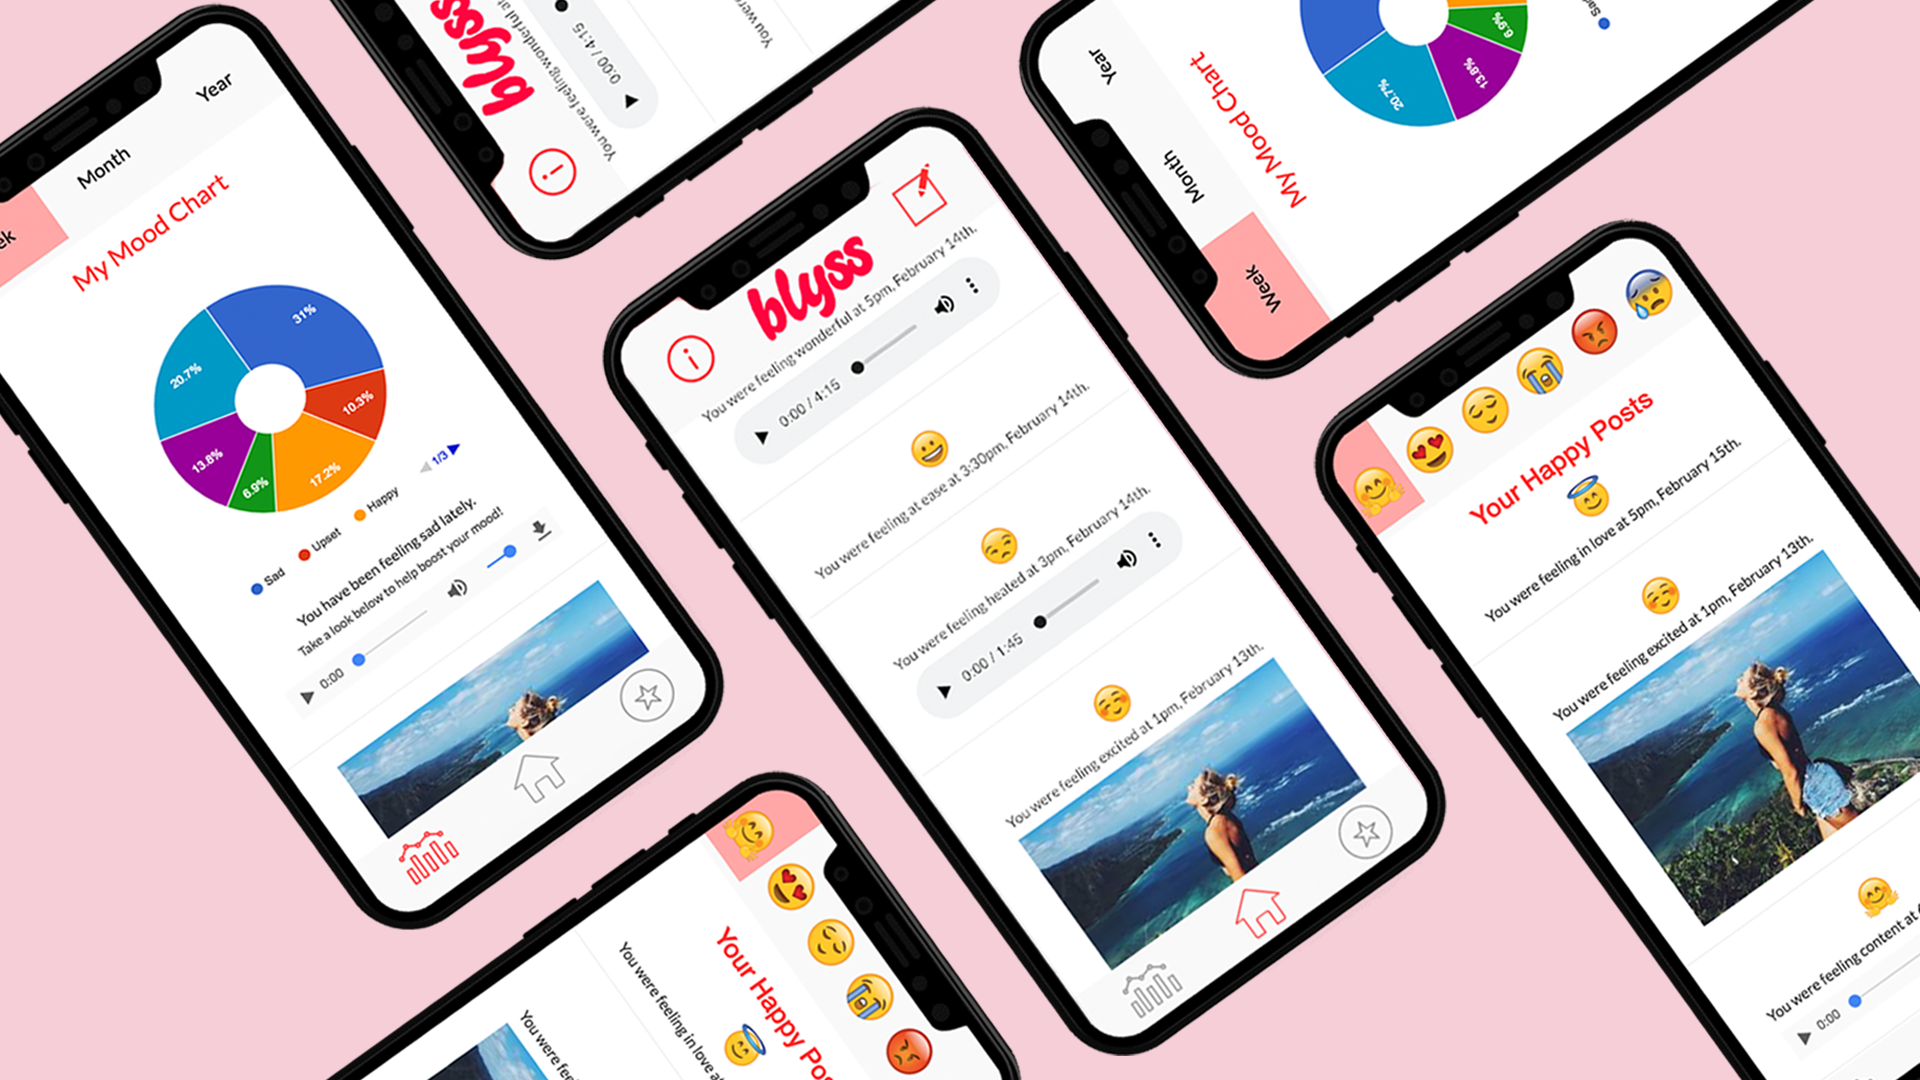 Year
Month
ek
My Mood Chart
31%
20.7%
10.3%
13.8%
6.9%
17.2%
1/3
Sad
Upset
Happy
You have been feeling sad lately.
Take a look below to help boost your mood!
0:00
blyss
You were feeling wonderful at
0:00 / 4:15
You were
blyss
You were feeling wonderful at 5pm, February 14th.
0:00 / 4:15
You were feeling at ease at 3:30pm, February 14th.
You were feeling heated at 3pm, February 14th.
0:00 / 1:45
You were feeling excited at 1pm, February 13th.
Year
Month
Week
My Mood Chart
20.7%
13.8%
6.9%
Your Happy Posts
You were feeling in love at 5pm, February 15th.
You were feeling excited at 1pm, February 13th.
You were feeling content at
0:00
Your Happy Pos
You were feeling in love a
You were fee